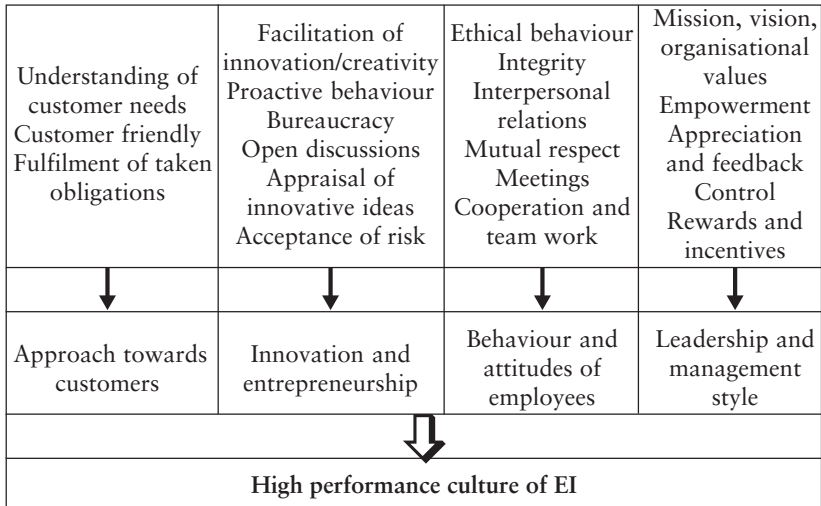 Understanding of
customer needs
Customer friendly
Fulfilment of taken
obligations
Facilitation of
innovation/creativity
Proactive behaviour
Bureaucracy
Open discussions
Appraisal of
innovative ideas
Acceptance of risk
Ethical behaviour
Integrity
Interpersonal
relations
Mutual respect
Meetings
Cooperation and
team work
Mission, vision,
organisational
values
Empowerment
Appreciation
and feedback
Control
Rewards and
incentives
Approach towards
customers
Innovation and
entrepreneurship
Behaviour and
attitudes of
employees
Leadership and
management
style
High performance culture of EI